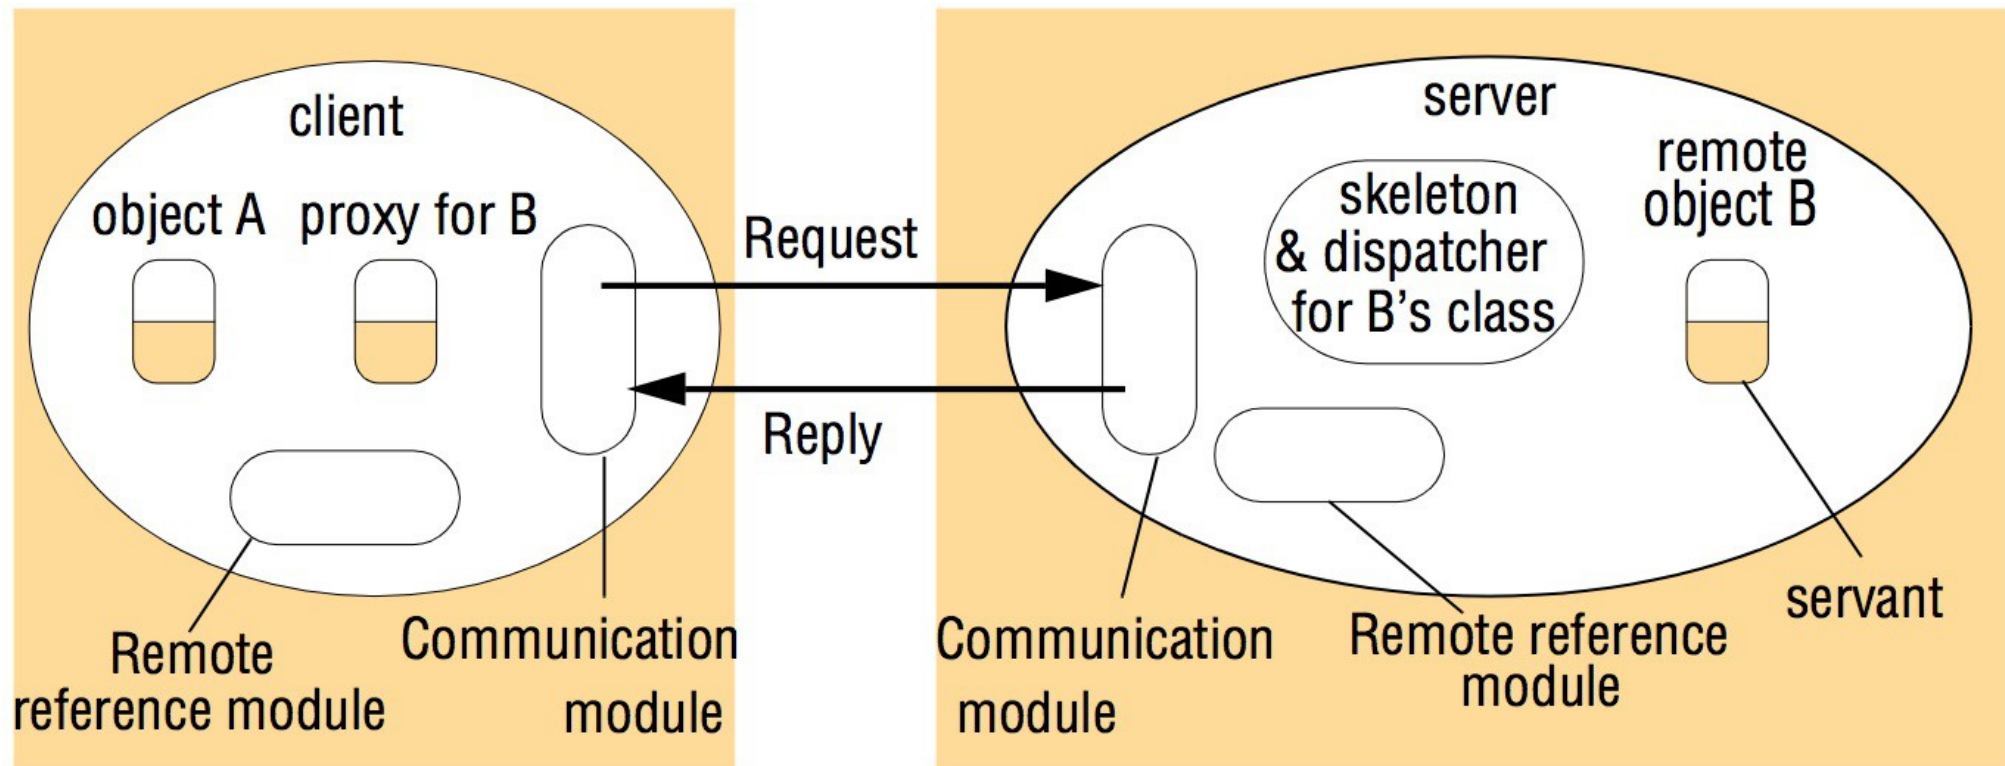 client
object A
proxy for B
Remote
reference module
Communication
module
Request
Reply
server
skeleton
& dispatcher
for B's class
remote
object B
Communication
module
Remote reference
module
servant